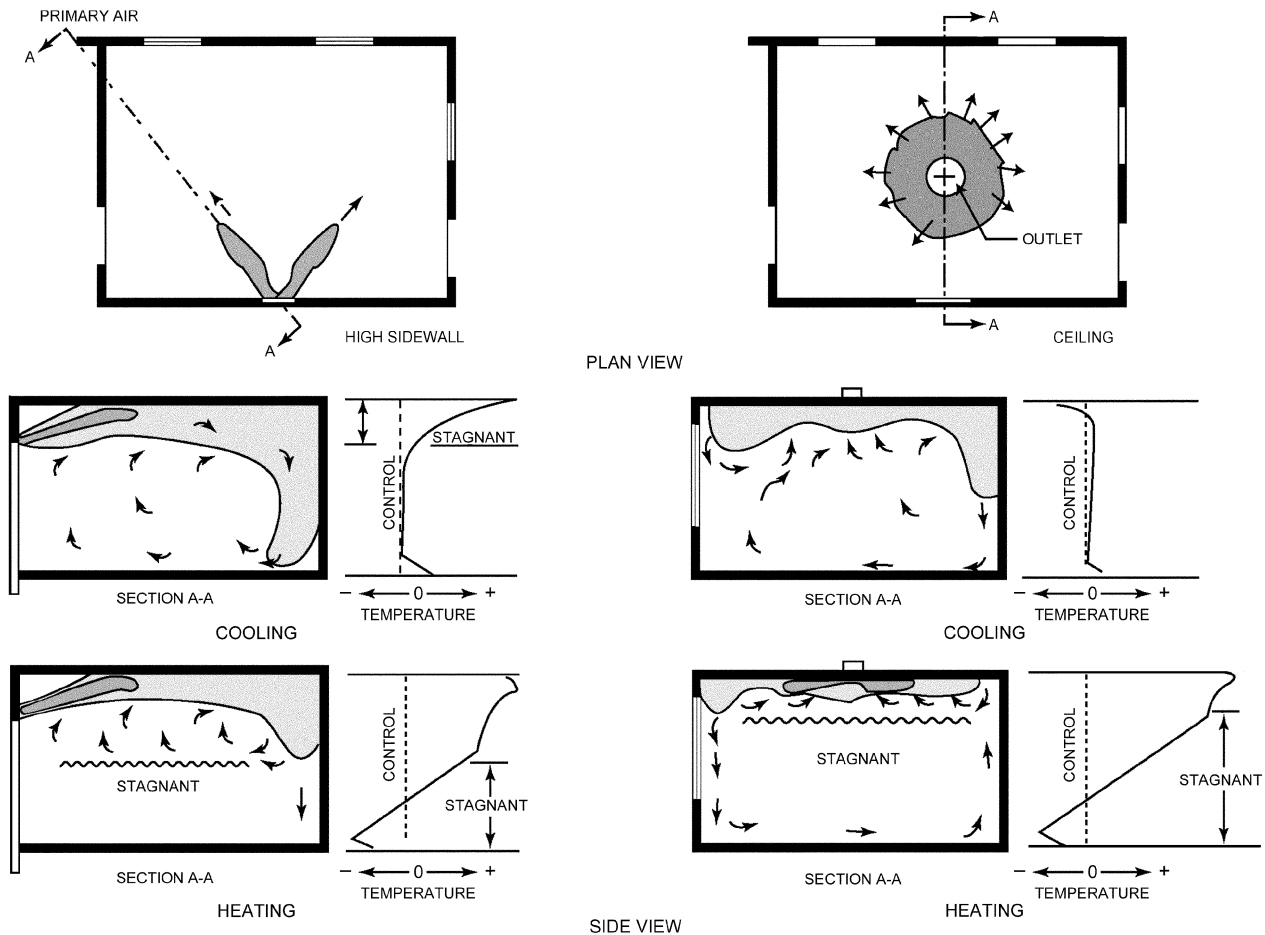 PRIMARY AIR
A
A
HIGH SIDEWALL
A
OUTLET
A
CEILING
PLAN VIEW
STAGNANT
CONTROL
SECTION A-A
– 0 +
TEMPERATURE
COOLING
CONTROL
SECTION A-A
– 0 +
TEMPERATURE
COOLING
STAGNANT
CONTROL
STAGNANT
SECTION A-A
– 0 +
TEMPERATURE
HEATING
STAGNANT
CONTROL
STAGNANT
SECTION A-A
– 0 +
TEMPERATURE
HEATING
SIDE VIEW